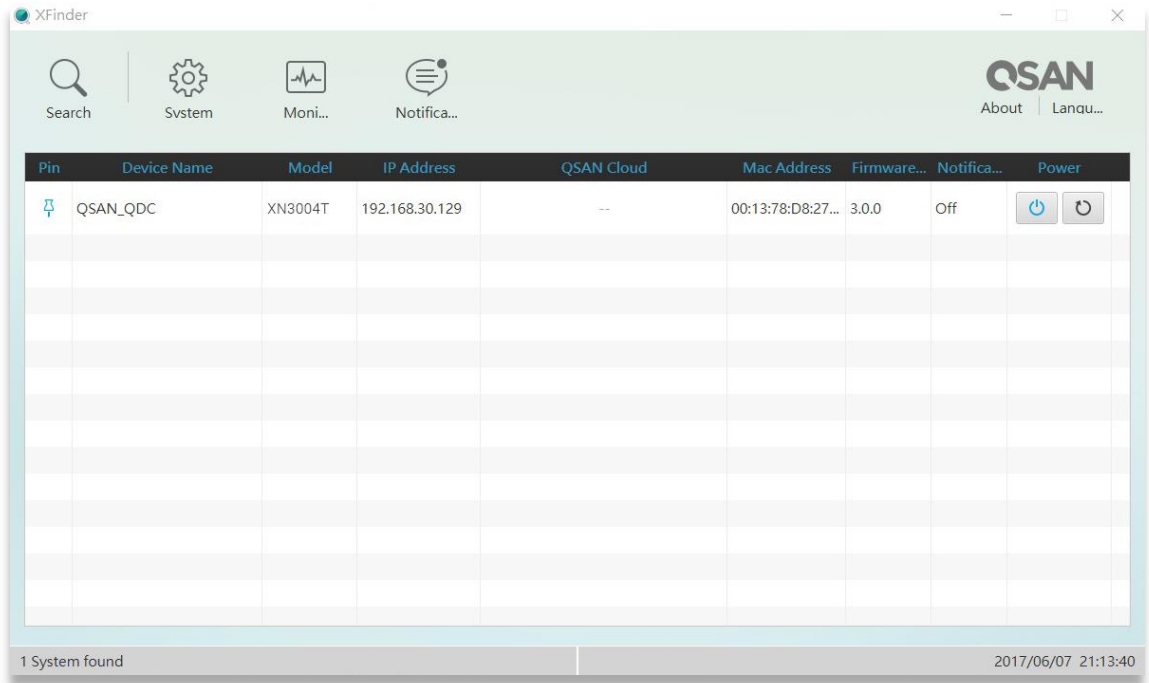 XFinder
QSAN
Search System Moni... Notifica... About Langu...
Pin Device Name Model IP Address QSAN Cloud Mac Address Firmware... Notifica... Power
QSAN_QDC XN3004T 192.168.30.129 -- 00:13:78:D8:27... 3.0.0 Off
1 System found 2017/06/07 21:13:40